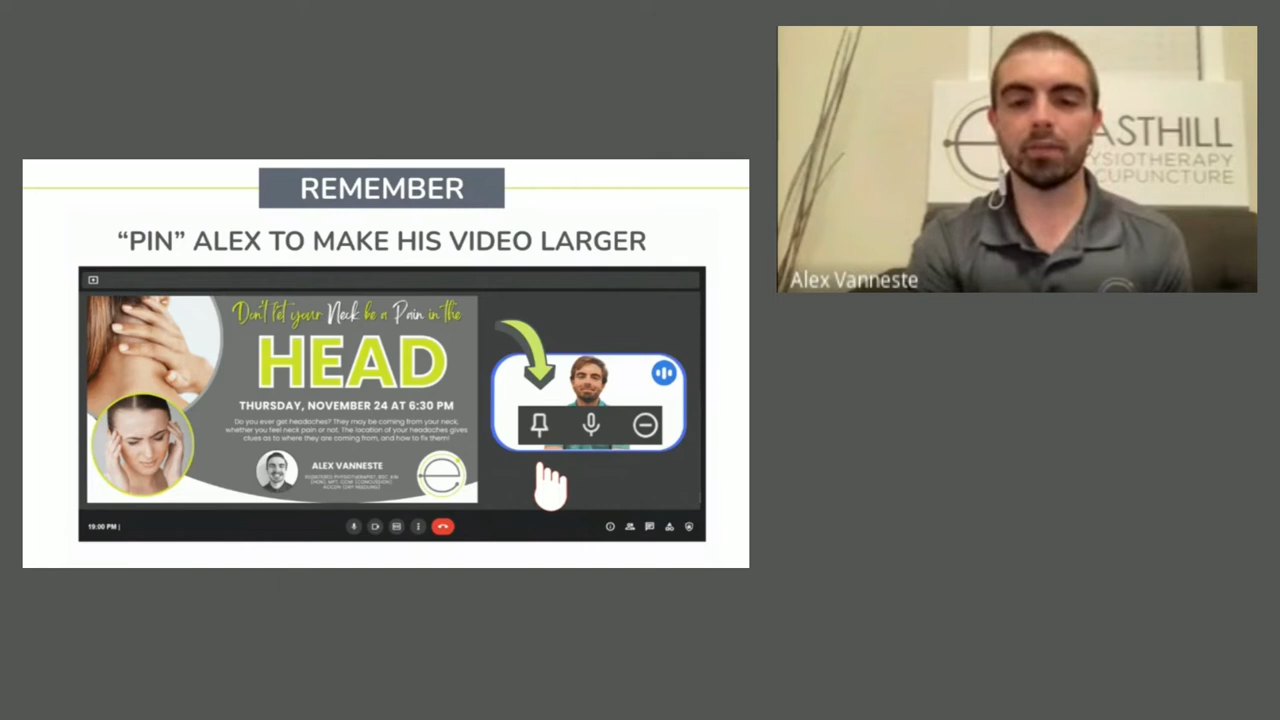 REMEMBER
“PIN” ALEX TO MAKE HIS VIDEO LARGER
Don't let your Neck be a Pain in the
HEAD
THURSDAY, NOVEMBER 24 AT 6:30 PM
Do you ever get headaches? They may be coming from your neck,
whether you feel neck pain or not. The location of your headaches gives
clues as to where they are coming from, and how to fix them!
ALEX VANNESTE
19:00 PM |
ASTHILL
YSIOTHERAPY
CUPUNCTURE
Alex Vanneste